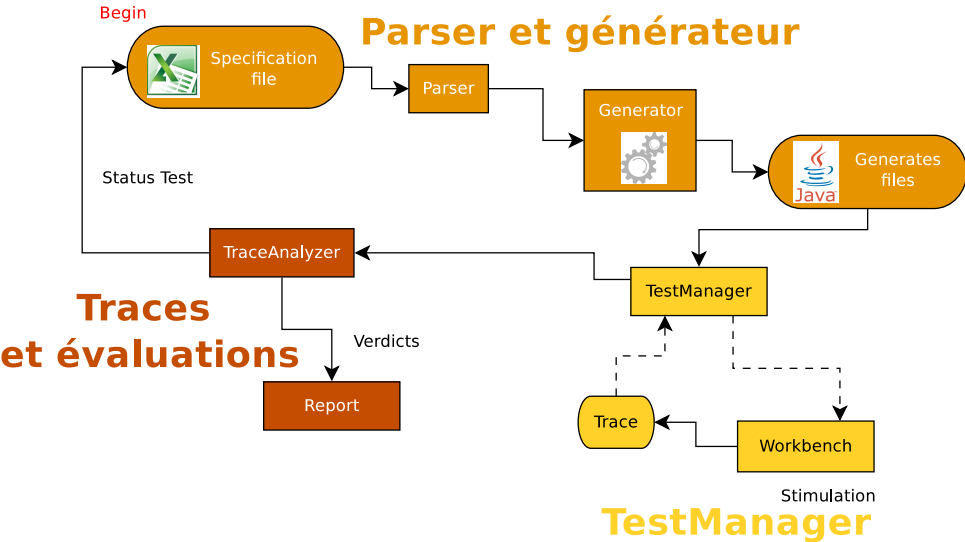 Begin
Parser et générateur
Specification
file
Parser
Generator
Generates
files
Java
Status Test
TraceAnalyzer
TestManager
Traces
et évaluations
Verdicts
Report
Trace
Workbench
Stimulation
TestManager